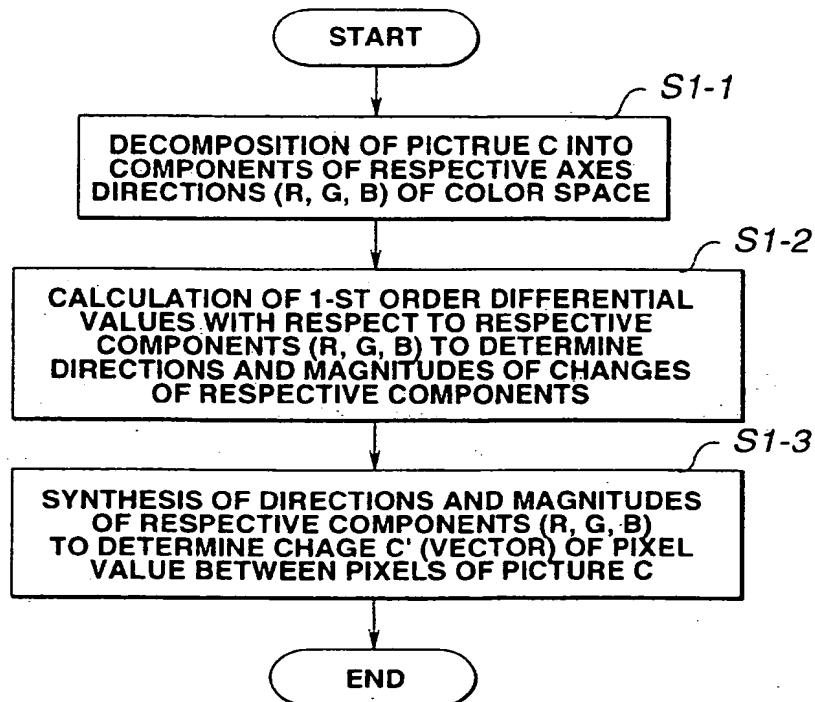 START
S1-1
DECOMPOSITION OF PICTRUE C INTO
COMPONENTS OF RESPECTIVE AXES
DIRECTIONS (R, G, B) OF COLOR SPACE
S1-2
CALCULATION OF 1-ST ORDER DIFFERENTIAL
VALUES WITH RESPECT TO RESPECTIVE
COMPONENTS (R, G, B) TO DETERMINE
DIRECTIONS AND MAGNITUDES OF CHANGES
OF RESPECTIVE COMPONENTS
S1-3
SYNTHESIS OF DIRECTIONS AND MAGNITUDES
OF RESPECTIVE COMPONENTS (R, G, B)
TO DETERMINE CHAGE C' (VECTOR) OF PIXEL
VALUE BETWEEN PIXELS OF PICTURE C
END